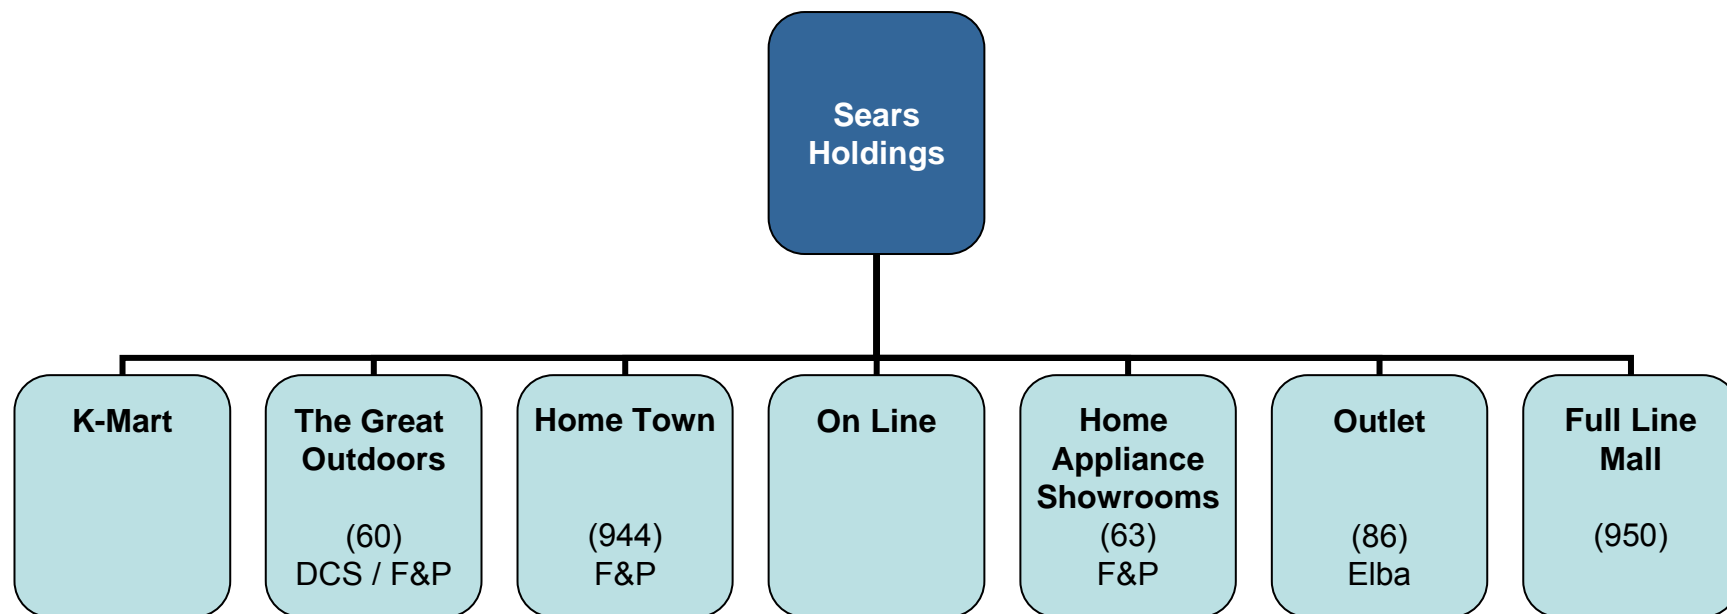 Sears
Holdings
K-Mart
The Great
Outdoors
(60)
DCS / F&P
Home Town
(944)
F&P
On Line
Home
Appliance
Showrooms
(63)
F&P
Outlet
(86)
Elba
Full Line
Mall
(950)